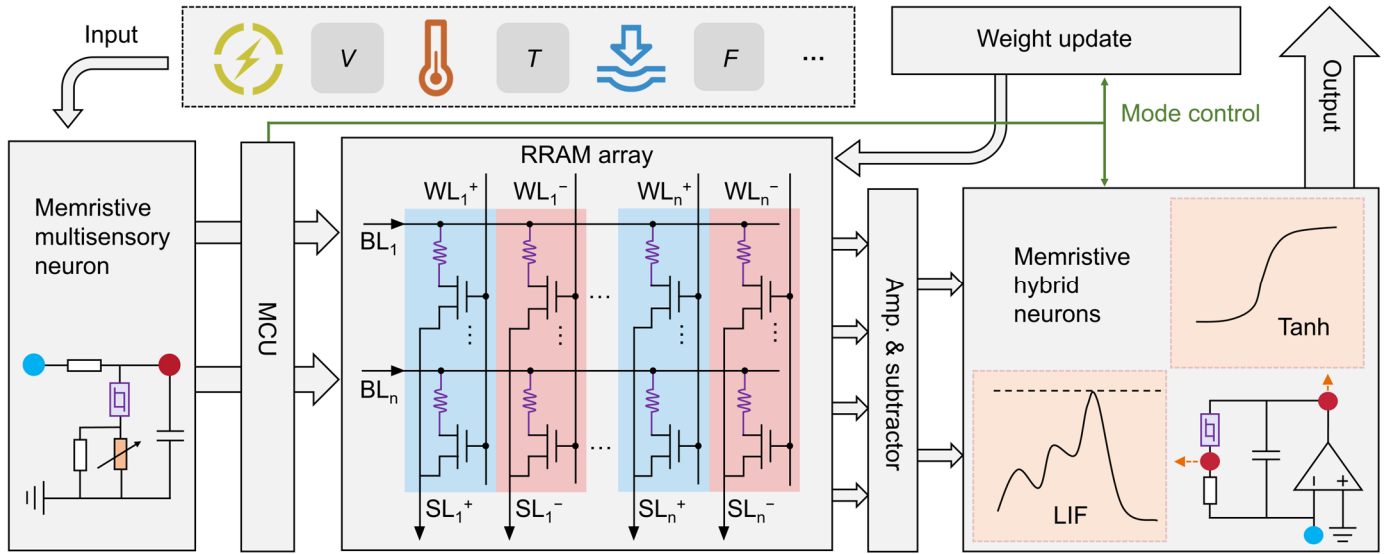 Input
V
T
F
...
Weight update
Output
Mode control
Memristive
multisensory
neuron
MCU
RRAM array
WL₁⁺
WL₁⁻
WLₙ⁺
WLₙ⁻
BL₁
...
BLₙ
...
SL₁⁺
SL₁⁻
SLₙ⁺
SLₙ⁻
Amp. & subtractor
Memristive
hybrid
neurons
Tanh
LIF
− +